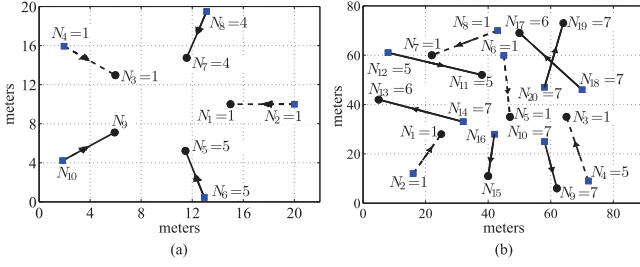 20
16
12
8
4
0
meters
0 4 8 12 16 20
meters
(a)
N₄=1
N₃=1
N₈=4
N₇=4
N₁=1
N₂=1
N₉
N₁₀
N₅=5
N₆=5
80
60
40
20
0
meters
0 20 40 60 80
meters
(b)
N₈=1
N₁₇=6
N₁₉=7
N₇=1
N₆=1
N₁₂=5
N₁₁=5
N₁₈=7
N₁₃=6
N₂₀=7
N₁₄=7
N₅=1
N₃=1
N₁=1
N₁₆
N₁₀=7
N₂=1
N₁₅
N₄=5
N₉=7